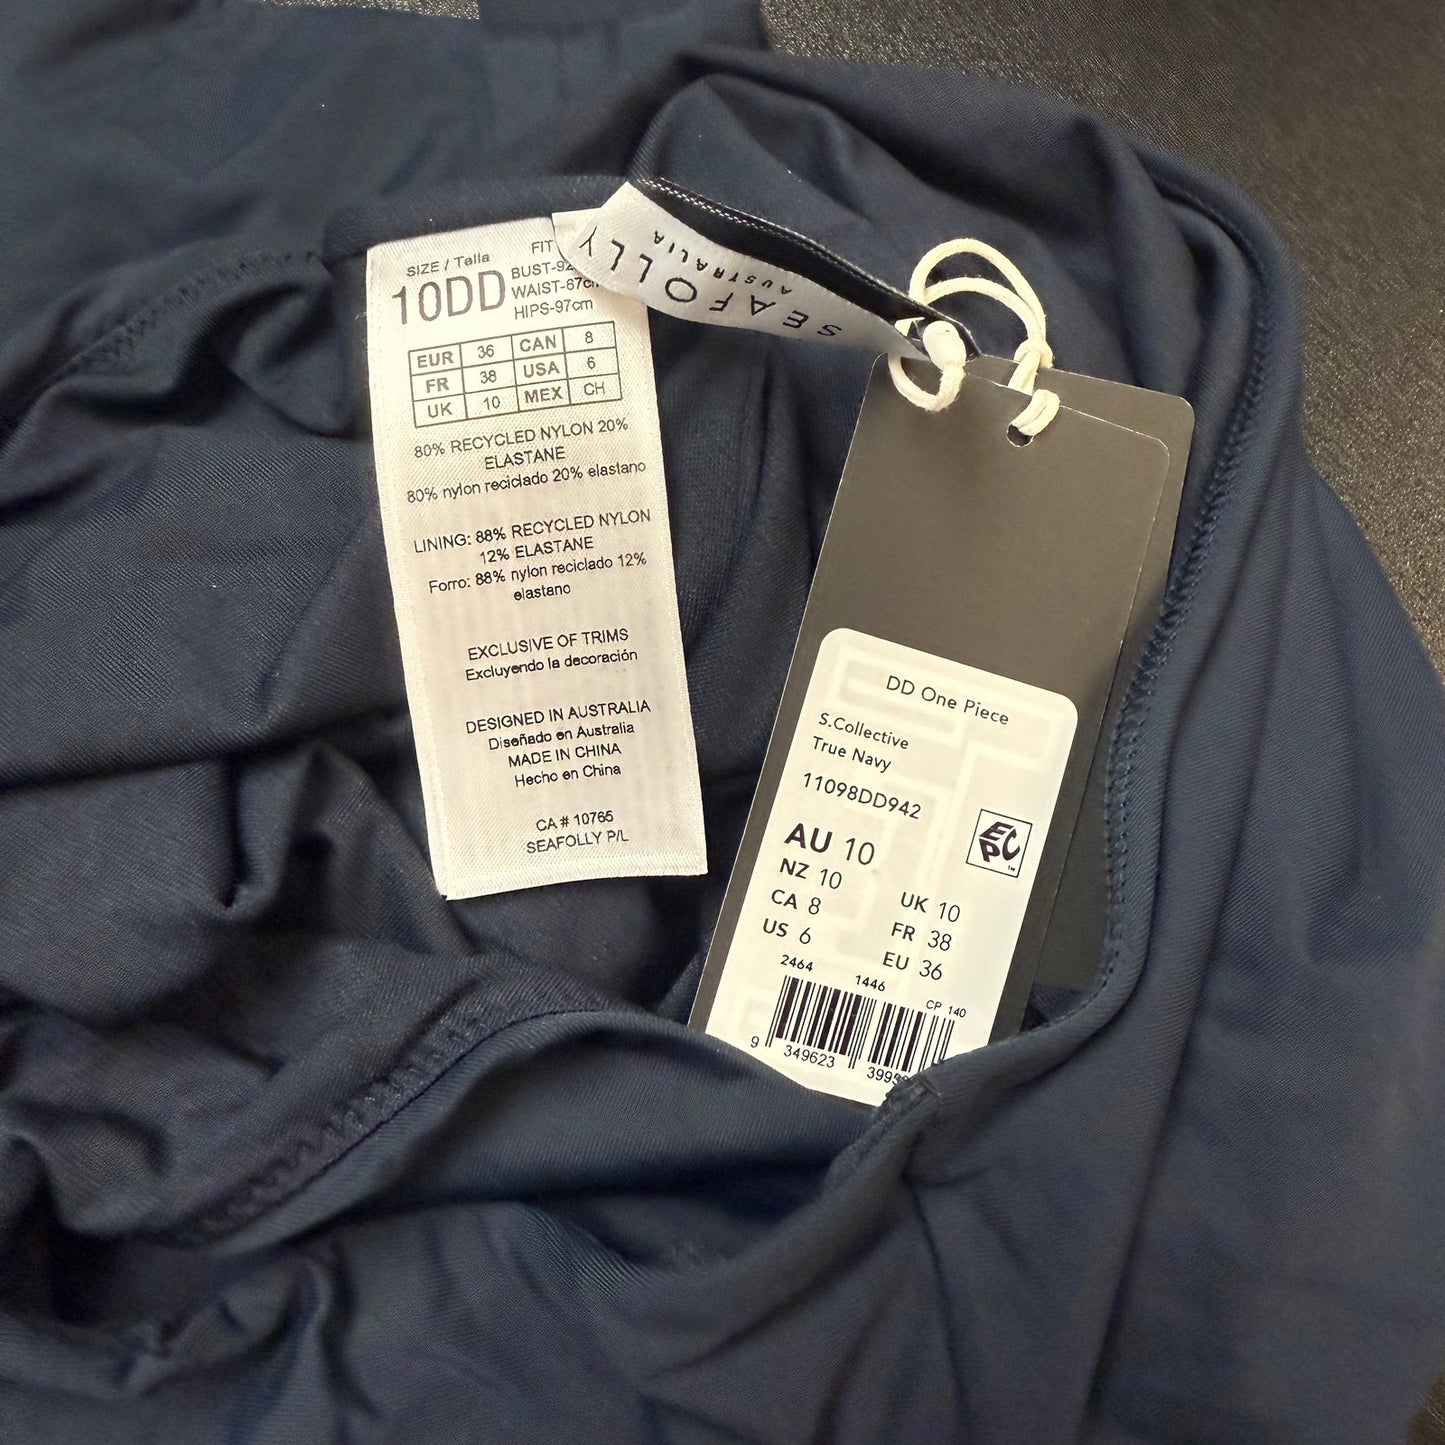 SIZE / Talla
10DD
FIT
BUST-92
WAIST-67cm
HIPS-97cm
EUR 36 CAN 8
FR 38 USA 6
UK 10 MEX CH
80% RECYCLED NYLON 20%
ELASTANE
80% nylon reciclado 20% elastano
LINING: 88% RECYCLED NYLON
12% ELASTANE
Forro: 88% nylon reciclado 12%
elastano
EXCLUSIVE OF TRIMS
Excluyendo la decoración
DESIGNED IN AUSTRALIA
Diseñado en Australia
MADE IN CHINA
Hecho en China
CA # 10765
SEAFOLLY P/L
SEAFOLLY
AUSTRALIA
DD One Piece
S.Collective
True Navy
11098DD942
ECPC™
AU 10
NZ 10
CA 8
US 6
UK 10
FR 38
EU 36
2464
1446
CP 140
9 349623 399